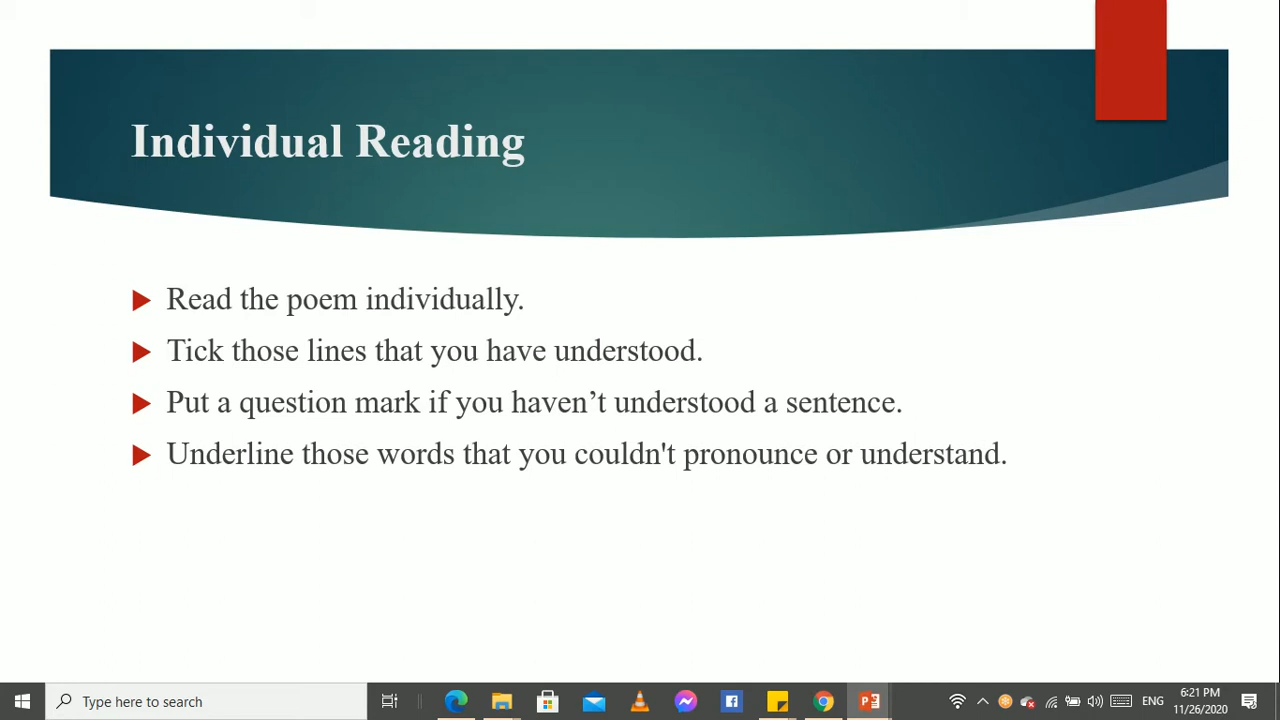 Individual Reading
Read the poem individually.
Tick those lines that you have understood.
Put a question mark if you haven’t understood a sentence.
Underline those words that you couldn't pronounce or understand.
Type here to search
ENG
6:21 PM
11/26/2020